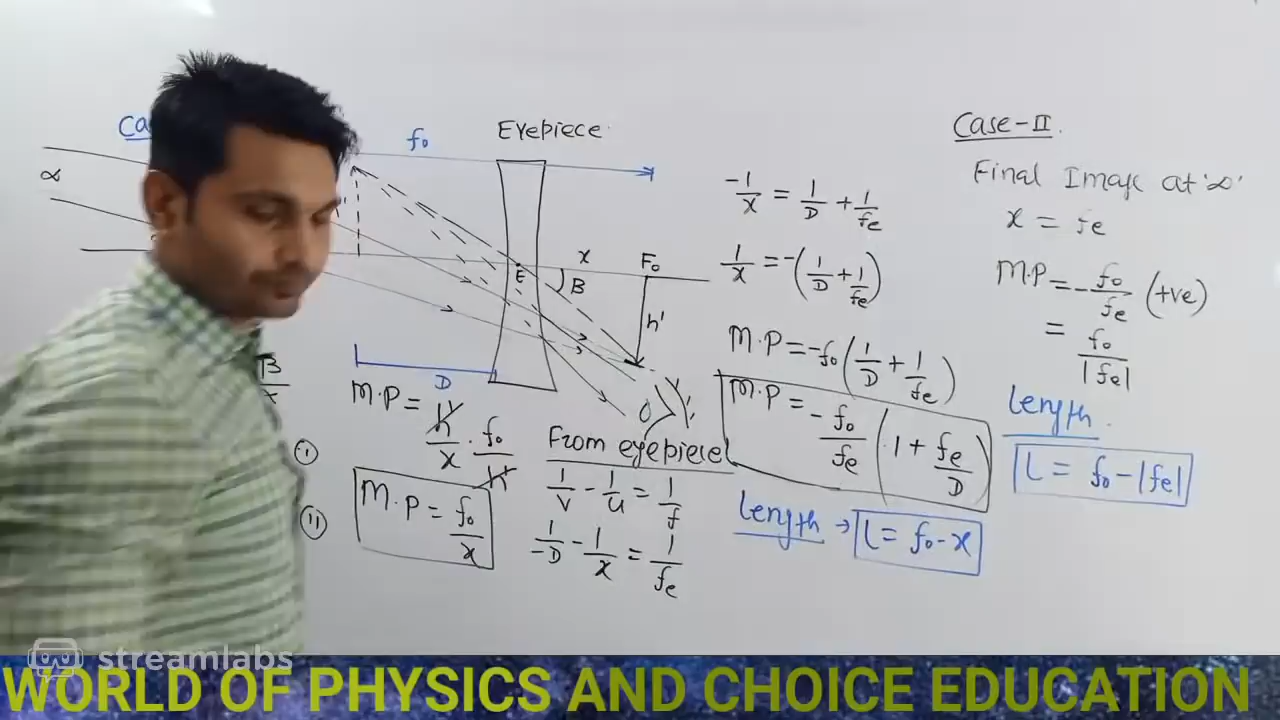 Ca
f₀
Eyepiece
α
E
x
B
F₀
h'
D
β/x
M.P = h'/x . f₀/h'
(i)
(ii)
M.P = f₀/x
From eyepiece
1/v - 1/u = 1/f
1/-D - 1/x = 1/fe
-1/x = 1/D + 1/fe
1/x = -(1/D + 1/fe)
M.P = -f₀(1/D + 1/fe)
M.P = - f₀/fe (1 + fe/D)
Length → L = f₀ - x
Case-II.
Final Image at '∞'
x = fe
M.P = - f₀/fe (+ve)
= f₀/|fe|
Length.
L = f₀ - |fe|
streamlabs
WORLD OF PHYSICS AND CHOICE EDUCATION